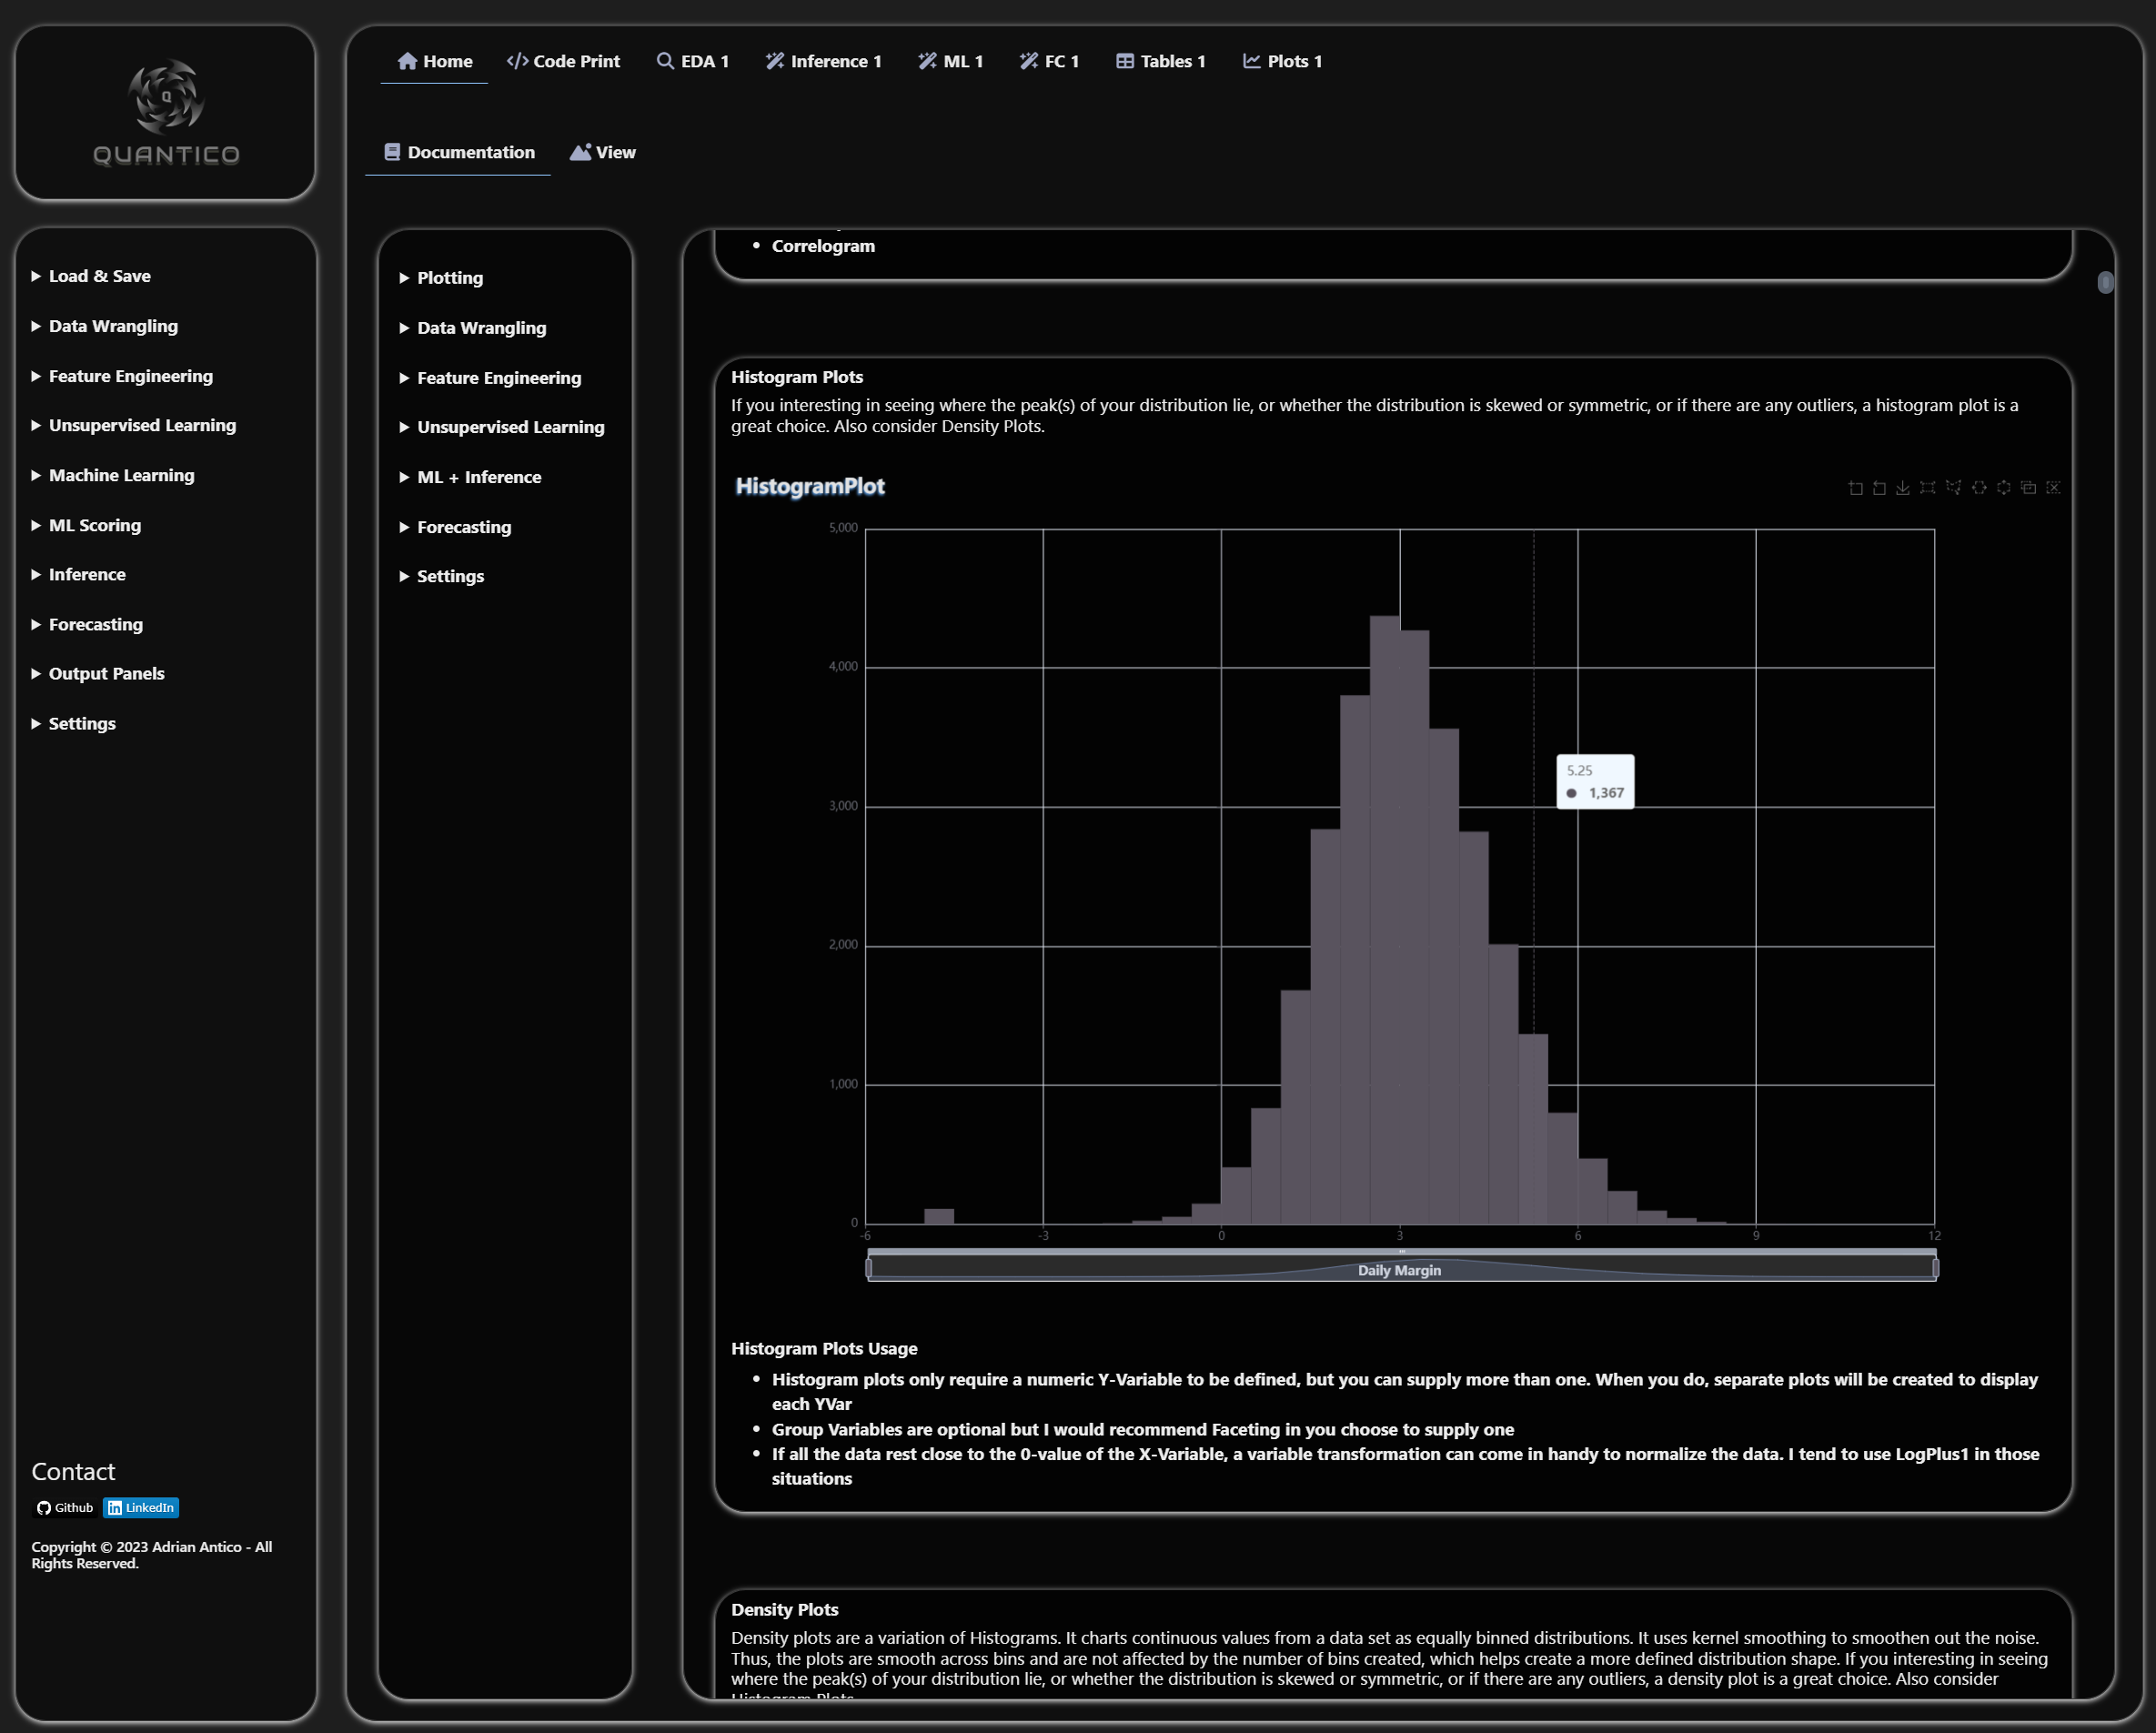 Q
QUANTICO
Load & Save
Data Wrangling
Feature Engineering
Unsupervised Learning
Machine Learning
ML Scoring
Inference
Forecasting
Output Panels
Settings
Contact
Github
LinkedIn
Copyright © 2023 Adrian Antico - All
Rights Reserved.
Home
Code Print
EDA 1
Inference 1
ML 1
FC 1
Tables 1
Plots 1
Documentation
View
Plotting
Data Wrangling
Feature Engineering
Unsupervised Learning
ML + Inference
Forecasting
Settings
• Correlogram
Histogram Plots
If you interesting in seeing where the peak(s) of your distribution lie, or whether the distribution is skewed or symmetric, or if there are any outliers, a histogram plot is a
great choice. Also consider Density Plots.
HistogramPlot
5,000
4,000
3,000
2,000
1,000
0
5.25
1,367
-6
-3
0
3
6
9
12
Daily Margin
Histogram Plots Usage
• Histogram plots only require a numeric Y-Variable to be defined, but you can supply more than one. When you do, separate plots will be created to display
each YVar
• Group Variables are optional but I would recommend Faceting in you choose to supply one
• If all the data rest close to the 0-value of the X-Variable, a variable transformation can come in handy to normalize the data. I tend to use LogPlus1 in those
situations
Density Plots
Density plots are a variation of Histograms. It charts continuous values from a data set as equally binned distributions. It uses kernel smoothing to smoothen out the noise.
Thus, the plots are smooth across bins and are not affected by the number of bins created, which helps create a more defined distribution shape. If you interesting in seeing
where the peak(s) of your distribution lie, or whether the distribution is skewed or symmetric, or if there are any outliers, a density plot is a great choice. Also consider
Histogram Plots